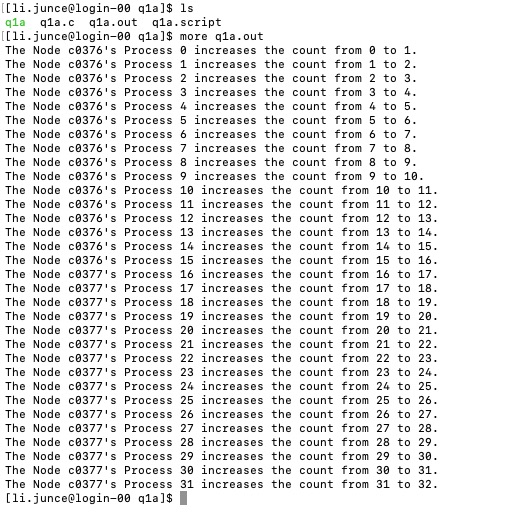 [[li.junce@login-00 q1a]$ ls
q1a  q1a.c  q1a.out  q1a.script
[[li.junce@login-00 q1a]$ more q1a.out
The Node c0376's Process 0 increases the count from 0 to 1.
The Node c0376's Process 1 increases the count from 1 to 2.
The Node c0376's Process 2 increases the count from 2 to 3.
The Node c0376's Process 3 increases the count from 3 to 4.
The Node c0376's Process 4 increases the count from 4 to 5.
The Node c0376's Process 5 increases the count from 5 to 6.
The Node c0376's Process 6 increases the count from 6 to 7.
The Node c0376's Process 7 increases the count from 7 to 8.
The Node c0376's Process 8 increases the count from 8 to 9.
The Node c0376's Process 9 increases the count from 9 to 10.
The Node c0376's Process 10 increases the count from 10 to 11.
The Node c0376's Process 11 increases the count from 11 to 12.
The Node c0376's Process 12 increases the count from 12 to 13.
The Node c0376's Process 13 increases the count from 13 to 14.
The Node c0376's Process 14 increases the count from 14 to 15.
The Node c0376's Process 15 increases the count from 15 to 16.
The Node c0377's Process 16 increases the count from 16 to 17.
The Node c0377's Process 17 increases the count from 17 to 18.
The Node c0377's Process 18 increases the count from 18 to 19.
The Node c0377's Process 19 increases the count from 19 to 20.
The Node c0377's Process 20 increases the count from 20 to 21.
The Node c0377's Process 21 increases the count from 21 to 22.
The Node c0377's Process 22 increases the count from 22 to 23.
The Node c0377's Process 23 increases the count from 23 to 24.
The Node c0377's Process 24 increases the count from 24 to 25.
The Node c0377's Process 25 increases the count from 25 to 26.
The Node c0377's Process 26 increases the count from 26 to 27.
The Node c0377's Process 27 increases the count from 27 to 28.
The Node c0377's Process 28 increases the count from 28 to 29.
The Node c0377's Process 29 increases the count from 29 to 30.
The Node c0377's Process 30 increases the count from 30 to 31.
The Node c0377's Process 31 increases the count from 31 to 32.
[li.junce@login-00 q1a]$